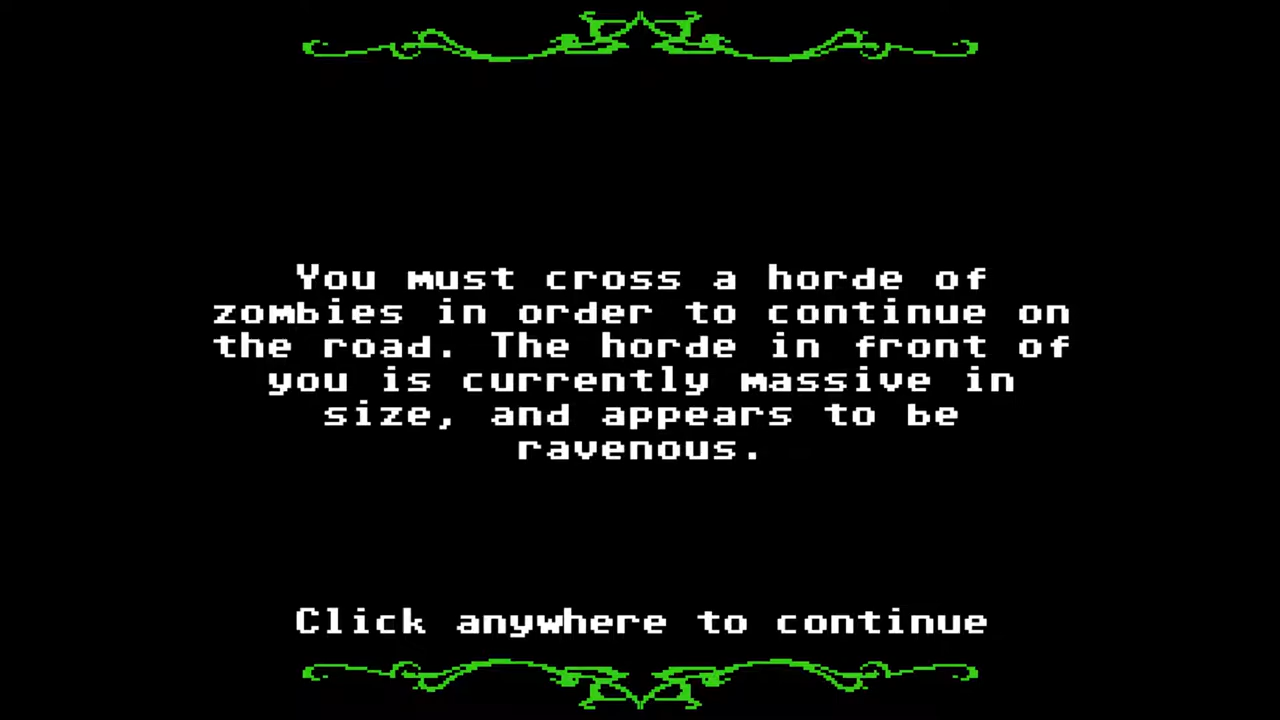 You must cross a horde of
zombies in order to continue on
the road. The horde in front of
you is currently massive in
size, and appears to be
ravenous.
Click anywhere to continue